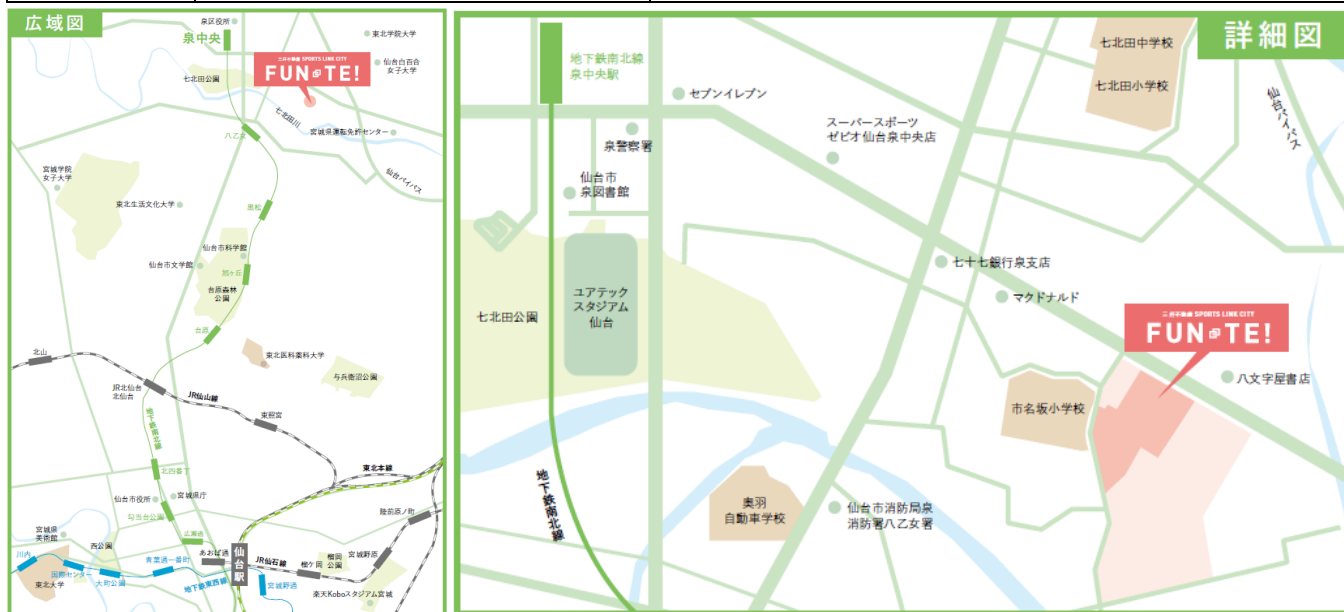 広域図
泉区役所
泉中央
東北学院大学
三井不動産 SPORTS LINK CITY
FUN TE!
仙台白百合
女子大学
七北田公園
七北田川
宮城県運転免許センター
八乙女
仙台バイパス
宮城学院
女子大学
東北生活文化大学
黒松
仙台市科学館
仙台市文学館
旭ヶ丘
台原森林
公園
台原
北山
東北医科薬科大学
与兵衛沼公園
JR北仙台
北仙台
JR仙山線
東照宮
地下鉄南北線
北四番丁
東北本線
仙台市役所
宮城県庁
勾当台公園
陸前原ノ町
宮城県
美術館
広瀬通
西公園
あおば通
仙台駅
JR仙石線
榴ケ岡
榴岡
公園
宮城野原
川内
国際センター
大町公園
青葉通一番町
地下鉄東西線
宮城野通
東北大学
楽天Koboスタジアム宮城
詳細図
地下鉄南北線
泉中央駅
セブンイレブン
七北田中学校
七北田小学校
仙台バイパス
泉警察署
スーパースポーツ
ゼビオ仙台泉中央店
仙台市
泉図書館
七十七銀行泉支店
マクドナルド
ユアテック
スタジアム
仙台
七北田公園
三井不動産 SPORTS LINK CITY
FUN TE!
八文字屋書店
市名坂小学校
地下鉄南北線
奥羽
自動車学校
仙台市消防局泉
消防署八乙女署